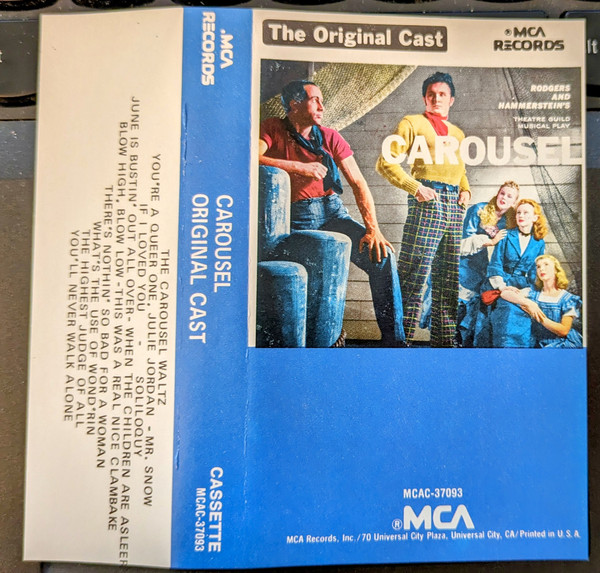 THE CAROUSEL WALTZ
YOU'RE A QUEER ONE, JULIE JORDAN - MR. SNOW
IF I LOVED YOU - SOLILOQUY
JUNE IS BUSTIN' OUT ALL OVER - WHEN THE CHILDREN ARE ASLEEP
BLOW HIGH, BLOW LOW - THIS WAS A REAL NICE CLAMBAKE
THERE'S NOTHIN' SO BAD FOR A WOMAN
WHAT'S THE USE OF WOND'RIN
THE HIGHEST JUDGE OF ALL
YOU'LL NEVER WALK ALONE
MCA
RECORDS
CAROUSEL
ORIGINAL CAST
CASSETTE
MCAC-37093
The Original Cast
®MCA
RECORDS
RODGERS
AND
HAMMERSTEIN'S
THEATRE GUILD
MUSICAL PLAY
CAROUSEL
MCAC-37093
®MCA
MCA Records, Inc./70 Universal City Plaza, Universal City, CA/Printed in U.S.A.
lt